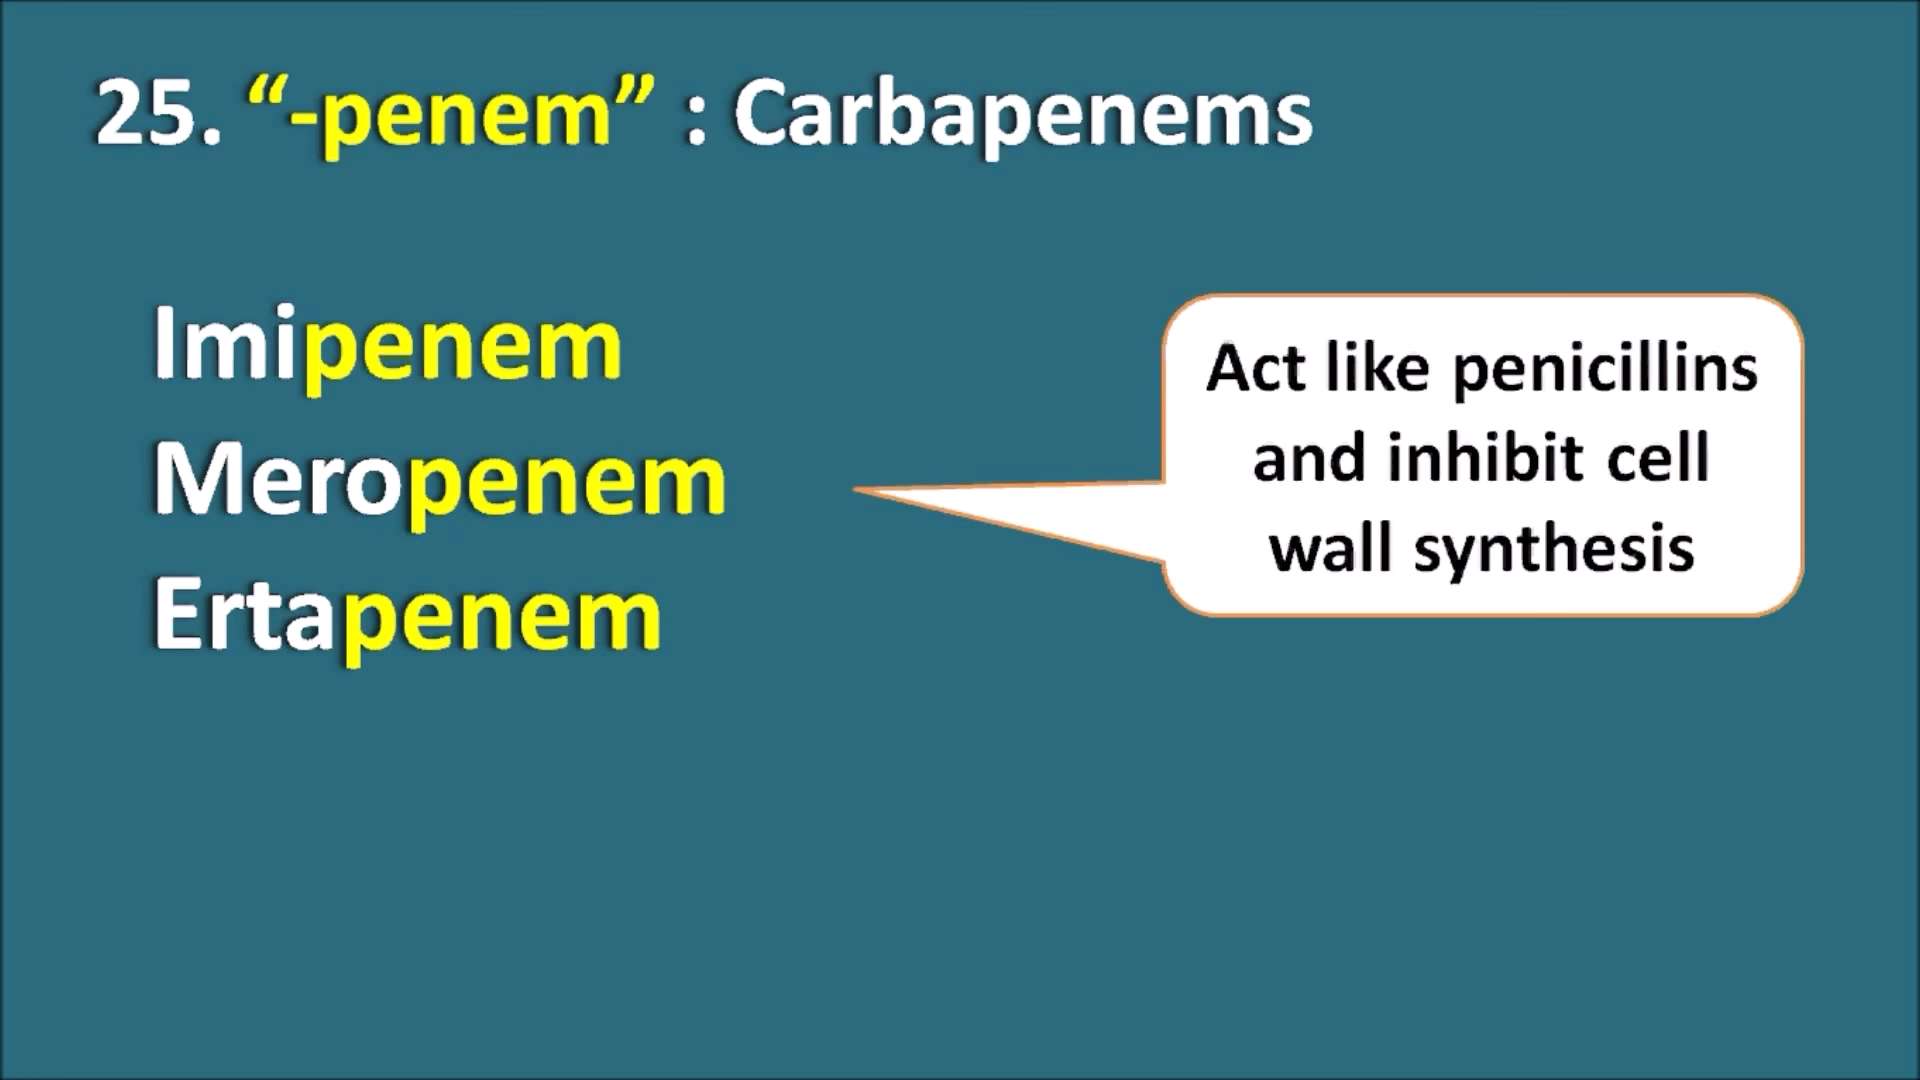 25. “-penem” : Carbapenems
Imipenem
Meropenem
Ertapenem
Act like penicillins
and inhibit cell
wall synthesis